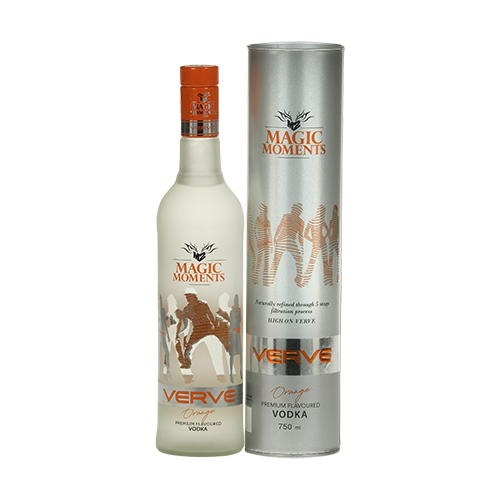 MAGIC
MOMENTS
VERVE
Orange
PREMIUM FLAVOURED
VODKA
MAGIC
MOMENTS
Naturally refined through 5 stage
filtration process
HIGH ON VERVE
VERVE
Orange
PREMIUM FLAVOURED
VODKA
750 ml